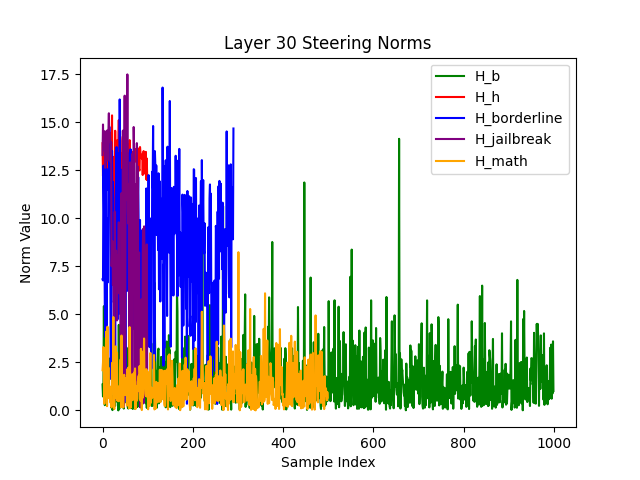 Layer 30 Steering Norms
17.5
15.0
12.5
10.0
7.5
5.0
2.5
0.0
Norm Value
H_b
H_h
H_borderline
H_jailbreak
H_math
0 200 400 600 800 1000
Sample Index